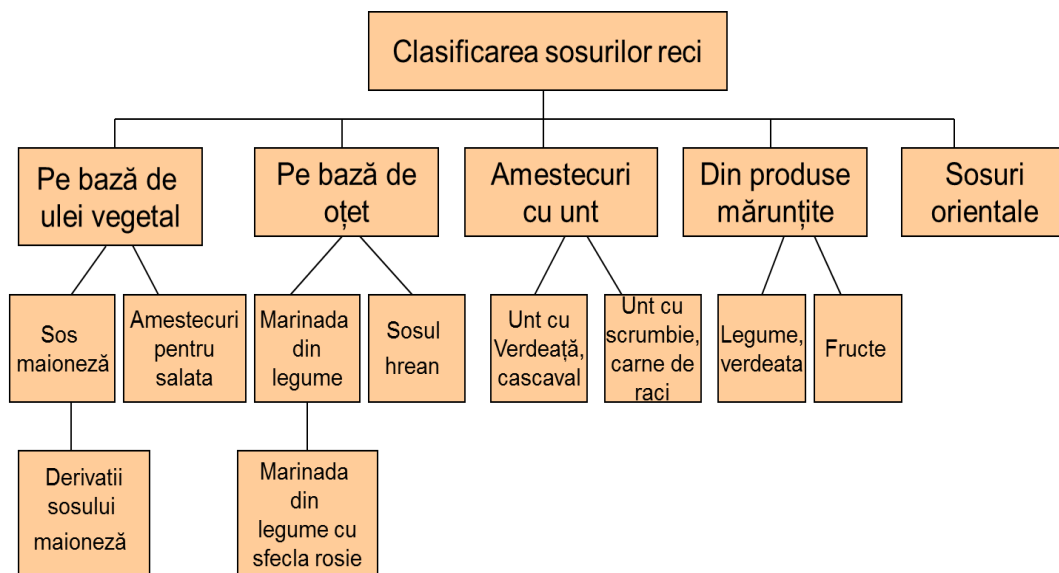 Clasificarea sosurilor reci
Pe bază de
ulei vegetal
Pe bază de
oțet
Amestecuri
cu unt
Din produse
mărunțite
Sosuri
orientale
Sos
maioneză
Amestecuri
pentru
salata
Marinada
din
legume
Sosul
hrean
Unt cu
Verdeață,
cascaval
Unt cu
scrumbie,
carne de
raci
Legume,
verdeata
Fructe
Derivatii
sosului
maioneză
Marinada
din
legume cu
sfecla rosie